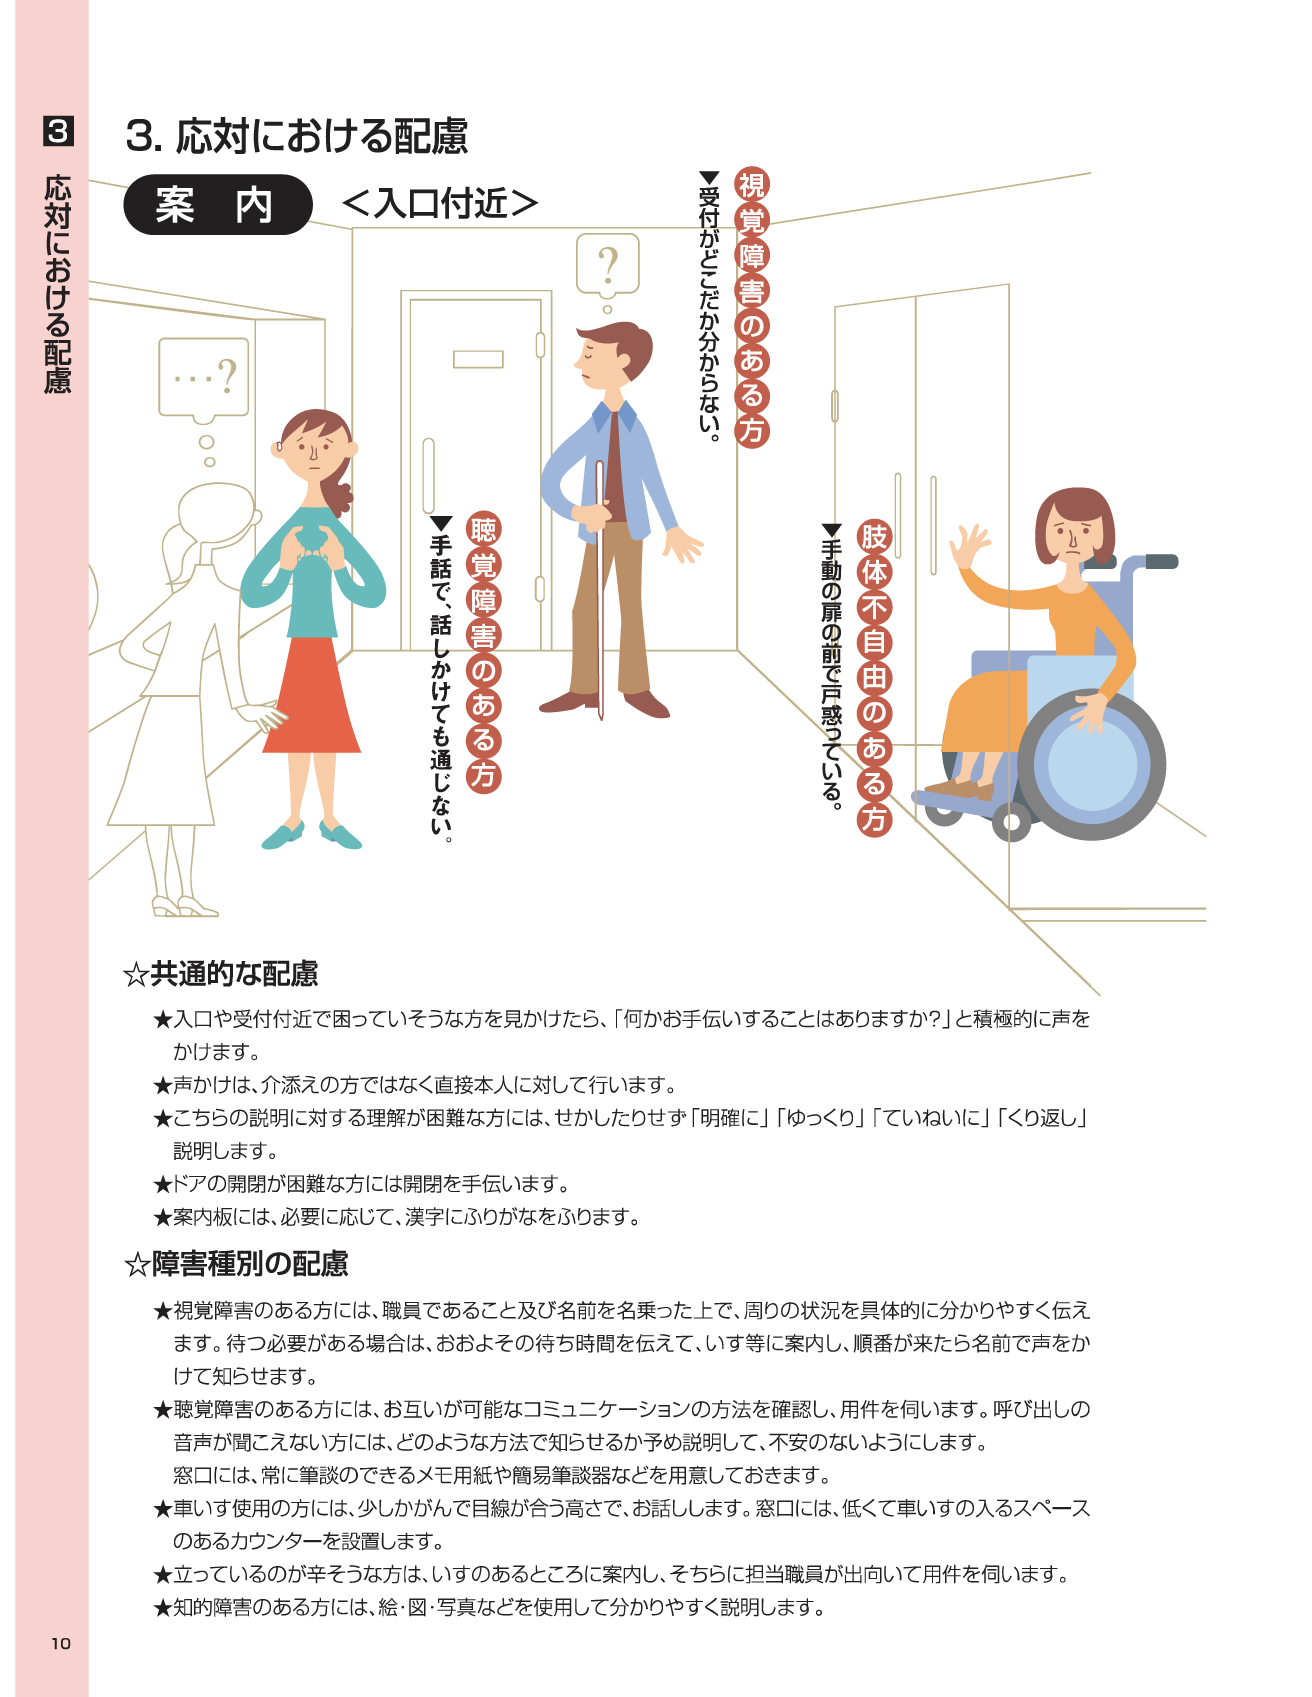 3
応対における配慮
3. 応対における配慮
案 内
＜入口付近＞
視覚障害のある方
▼受付がどこだか分からない。
?
…?
聴覚障害のある方
▼手話で、話しかけても通じない。
肢体不自由のある方
▼手動の扉の前で戸惑っている。
☆共通的な配慮
★入口や受付付近で困っていそうな方を見かけたら、「何かお手伝いすることはありますか?」と積極的に声を
かけます。
★声かけは、介添えの方ではなく直接本人に対して行います。
★こちらの説明に対する理解が困難な方には、せかしたりせず「明確に」「ゆっくり」「ていねいに」「くり返し」
説明します。
★ドアの開閉が困難な方には開閉を手伝います。
★案内板には、必要に応じて、漢字にふりがなをふります。
☆障害種別の配慮
★視覚障害のある方には、職員であること及び名前を名乗った上で、周りの状況を具体的に分かりやすく伝え
ます。待つ必要がある場合は、おおよその待ち時間を伝えて、いす等に案内し、順番が来たら名前で声をか
けて知らせます。
★聴覚障害のある方には、お互いが可能なコミュニケーションの方法を確認し、用件を伺います。呼び出しの
音声が聞こえない方には、どのような方法で知らせるか予め説明して、不安のないようにします。
窓口には、常に筆談のできるメモ用紙や簡易筆談器などを用意しておきます。
★車いす使用の方には、少しかがんで目線が合う高さで、お話しします。窓口には、低くて車いすの入るスペース
のあるカウンターを設置します。
★立っているのが辛そうな方は、いすのあるところに案内し、そちらに担当職員が出向いて用件を伺います。
★知的障害のある方には、絵・図・写真などを使用して分かりやすく説明します。
10